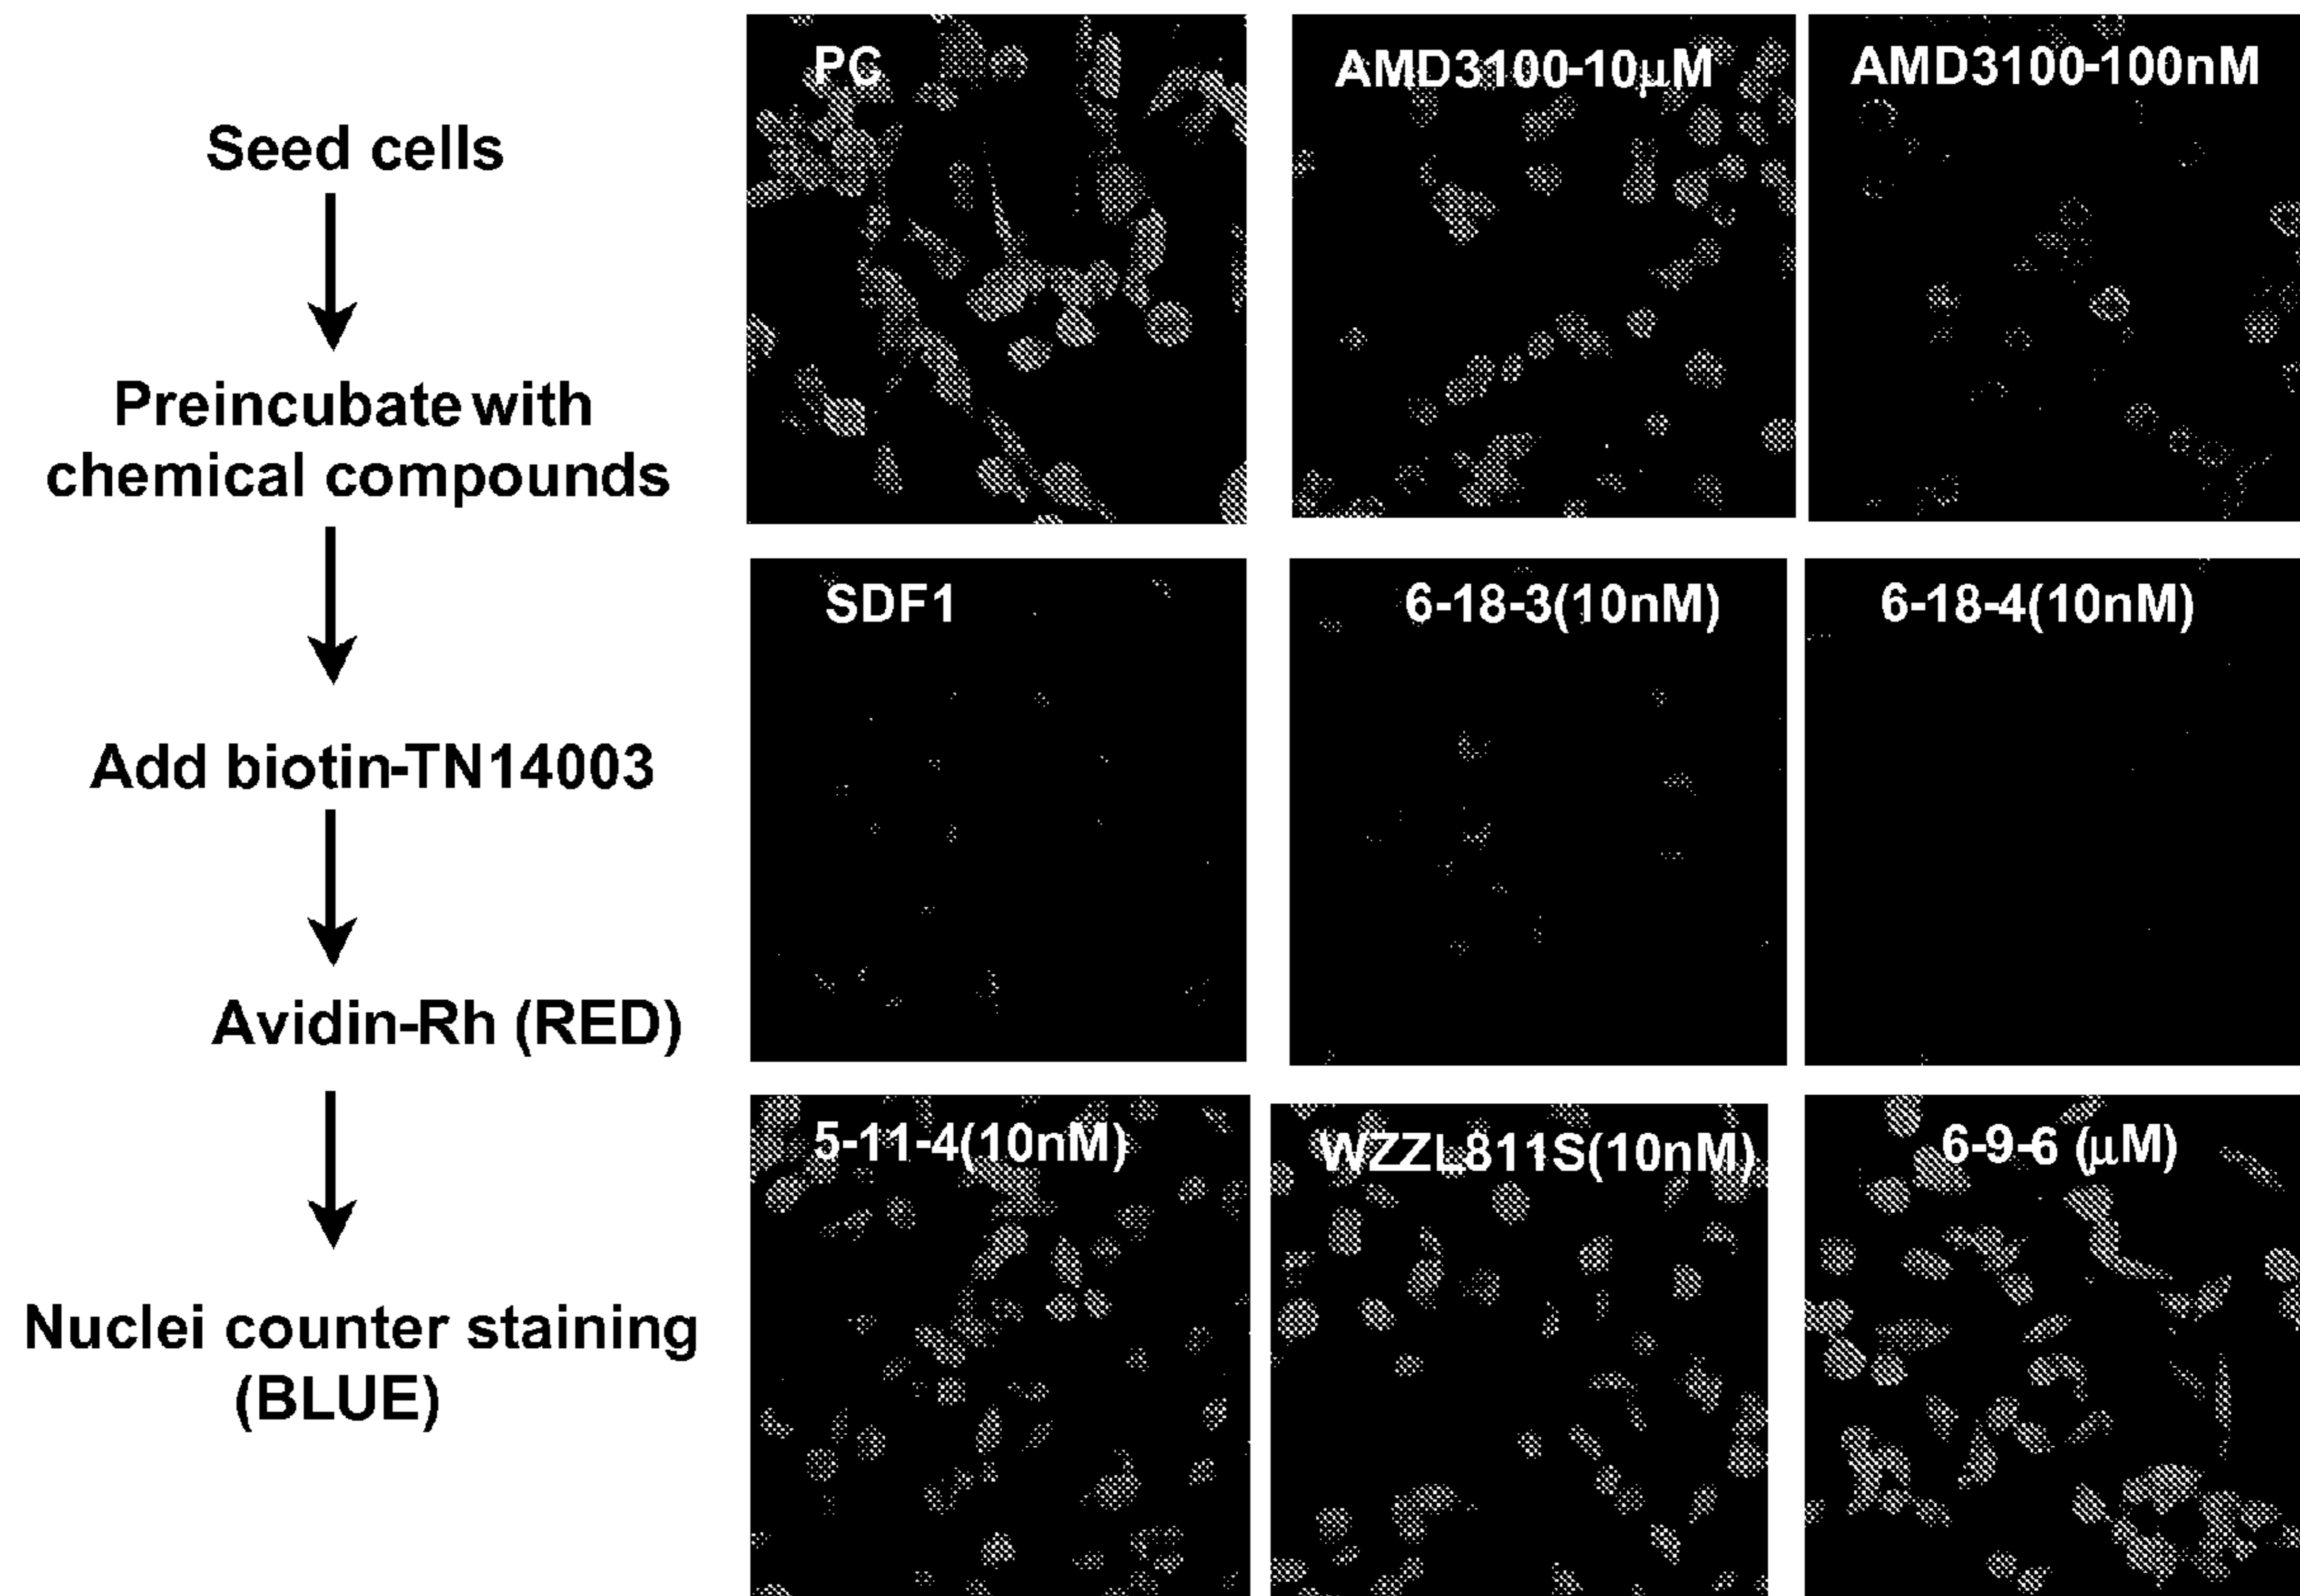 Seed cells
Preincubate with
chemical compounds
Add biotin-TN14003
Avidin-Rh (RED)
Nuclei counter staining
(BLUE)
PC
AMD3100-10μM
AMD3100-100nM
SDF1
6-18-3(10nM)
6-18-4(10nM)
5-11-4(10nM)
WZZL811S(10nM)
6-9-6 (μM)